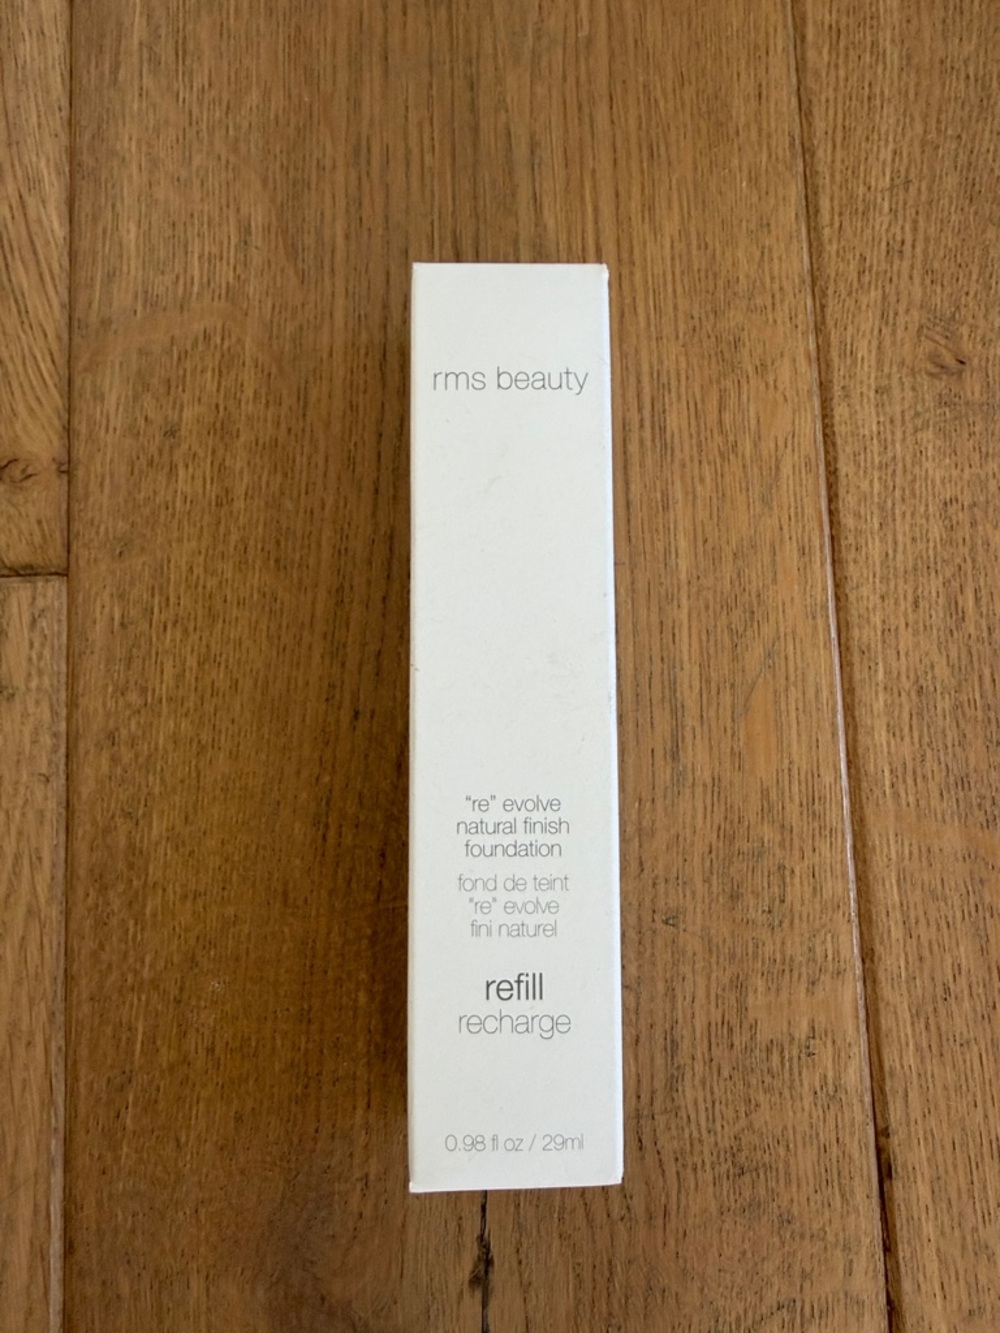 rms beauty
“re” evolve
natural finish
foundation
fond de teint
"re" evolve
fini naturel
refill
recharge
0.98 fl oz / 29ml